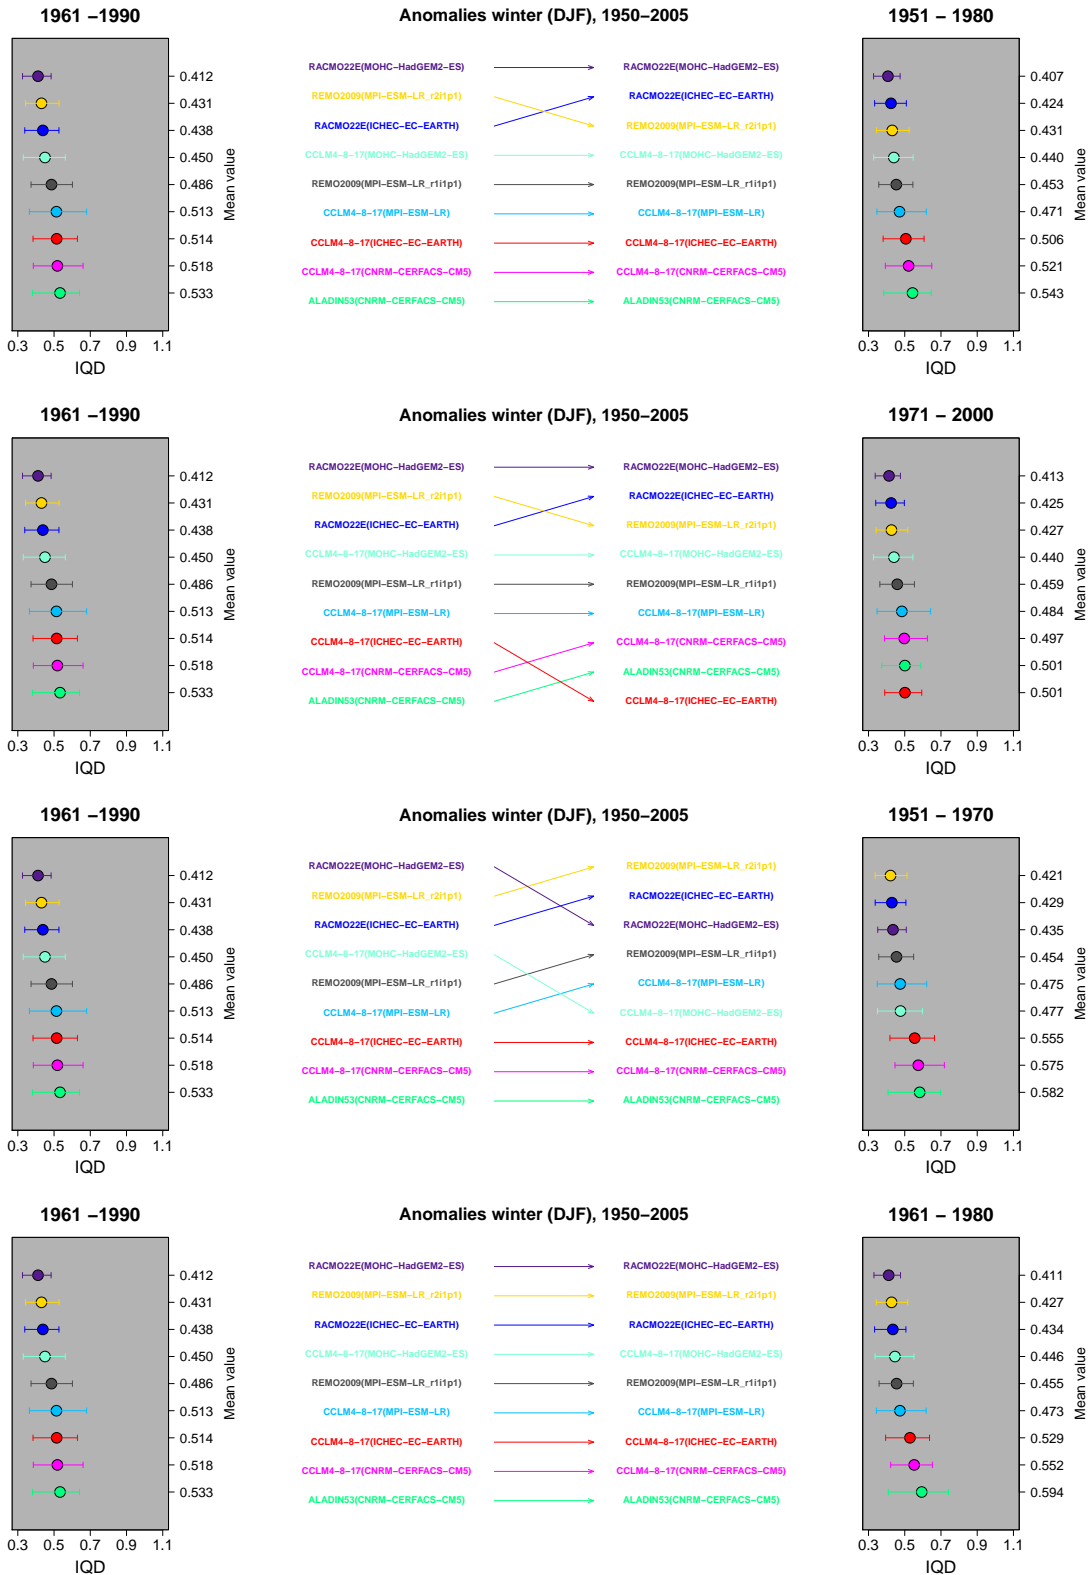 1961 −1990
Anomalies winter (DJF), 1950−2005
1951 − 1980
RACMO22E(MOHC−HadGEM2−ES) RACMO22E(MOHC−HadGEM2−ES)
REMO2009(MPI−ESM−LR_r2i1p1) RACMO22E(ICHEC−EC−EARTH)
RACMO22E(ICHEC−EC−EARTH) REMO2009(MPI−ESM−LR_r2i1p1)
CCLM4−8−17(MOHC−HadGEM2−ES) CCLM4−8−17(MOHC−HadGEM2−ES)
REMO2009(MPI−ESM−LR_r1i1p1) REMO2009(MPI−ESM−LR_r1i1p1)
CCLM4−8−17(MPI−ESM−LR) CCLM4−8−17(MPI−ESM−LR)
CCLM4−8−17(ICHEC−EC−EARTH) CCLM4−8−17(ICHEC−EC−EARTH)
CCLM4−8−17(CNRM−CERFACS−CM5) CCLM4−8−17(CNRM−CERFACS−CM5)
ALADIN53(CNRM−CERFACS−CM5) ALADIN53(CNRM−CERFACS−CM5)
0.412
0.431
0.438
0.450
0.486
0.513
0.514
0.518
0.533
Mean value
0.3 0.5 0.7 0.9 1.1
IQD
0.407
0.424
0.431
0.440
0.453
0.471
0.506
0.521
0.543
Mean value
0.3 0.5 0.7 0.9 1.1
IQD
1961 −1990
Anomalies winter (DJF), 1950−2005
1971 − 2000
RACMO22E(MOHC−HadGEM2−ES) RACMO22E(MOHC−HadGEM2−ES)
REMO2009(MPI−ESM−LR_r2i1p1) RACMO22E(ICHEC−EC−EARTH)
RACMO22E(ICHEC−EC−EARTH) REMO2009(MPI−ESM−LR_r2i1p1)
CCLM4−8−17(MOHC−HadGEM2−ES) CCLM4−8−17(MOHC−HadGEM2−ES)
REMO2009(MPI−ESM−LR_r1i1p1) REMO2009(MPI−ESM−LR_r1i1p1)
CCLM4−8−17(MPI−ESM−LR) CCLM4−8−17(MPI−ESM−LR)
CCLM4−8−17(ICHEC−EC−EARTH) CCLM4−8−17(CNRM−CERFACS−CM5)
CCLM4−8−17(CNRM−CERFACS−CM5) ALADIN53(CNRM−CERFACS−CM5)
ALADIN53(CNRM−CERFACS−CM5) CCLM4−8−17(ICHEC−EC−EARTH)
0.412
0.431
0.438
0.450
0.486
0.513
0.514
0.518
0.533
Mean value
0.3 0.5 0.7 0.9 1.1
IQD
0.413
0.425
0.427
0.440
0.459
0.484
0.497
0.501
0.501
Mean value
0.3 0.5 0.7 0.9 1.1
IQD
1961 −1990
Anomalies winter (DJF), 1950−2005
1951 − 1970
RACMO22E(MOHC−HadGEM2−ES) REMO2009(MPI−ESM−LR_r2i1p1)
REMO2009(MPI−ESM−LR_r2i1p1) RACMO22E(ICHEC−EC−EARTH)
RACMO22E(ICHEC−EC−EARTH) RACMO22E(MOHC−HadGEM2−ES)
CCLM4−8−17(MOHC−HadGEM2−ES) REMO2009(MPI−ESM−LR_r1i1p1)
REMO2009(MPI−ESM−LR_r1i1p1) CCLM4−8−17(MPI−ESM−LR)
CCLM4−8−17(MPI−ESM−LR) CCLM4−8−17(MOHC−HadGEM2−ES)
CCLM4−8−17(ICHEC−EC−EARTH) CCLM4−8−17(ICHEC−EC−EARTH)
CCLM4−8−17(CNRM−CERFACS−CM5) CCLM4−8−17(CNRM−CERFACS−CM5)
ALADIN53(CNRM−CERFACS−CM5) ALADIN53(CNRM−CERFACS−CM5)
0.412
0.431
0.438
0.450
0.486
0.513
0.514
0.518
0.533
Mean value
0.3 0.5 0.7 0.9 1.1
IQD
0.421
0.429
0.435
0.454
0.475
0.477
0.555
0.575
0.582
Mean value
0.3 0.5 0.7 0.9 1.1
IQD
1961 −1990
Anomalies winter (DJF), 1950−2005
1961 − 1980
RACMO22E(MOHC−HadGEM2−ES) RACMO22E(MOHC−HadGEM2−ES)
REMO2009(MPI−ESM−LR_r2i1p1) REMO2009(MPI−ESM−LR_r2i1p1)
RACMO22E(ICHEC−EC−EARTH) RACMO22E(ICHEC−EC−EARTH)
CCLM4−8−17(MOHC−HadGEM2−ES) CCLM4−8−17(MOHC−HadGEM2−ES)
REMO2009(MPI−ESM−LR_r1i1p1) REMO2009(MPI−ESM−LR_r1i1p1)
CCLM4−8−17(MPI−ESM−LR) CCLM4−8−17(MPI−ESM−LR)
CCLM4−8−17(ICHEC−EC−EARTH) CCLM4−8−17(ICHEC−EC−EARTH)
CCLM4−8−17(CNRM−CERFACS−CM5) CCLM4−8−17(CNRM−CERFACS−CM5)
ALADIN53(CNRM−CERFACS−CM5) ALADIN53(CNRM−CERFACS−CM5)
0.412
0.431
0.438
0.450
0.486
0.513
0.514
0.518
0.533
Mean value
0.3 0.5 0.7 0.9 1.1
IQD
0.411
0.427
0.434
0.446
0.455
0.473
0.529
0.552
0.594
Mean value
0.3 0.5 0.7 0.9 1.1
IQD